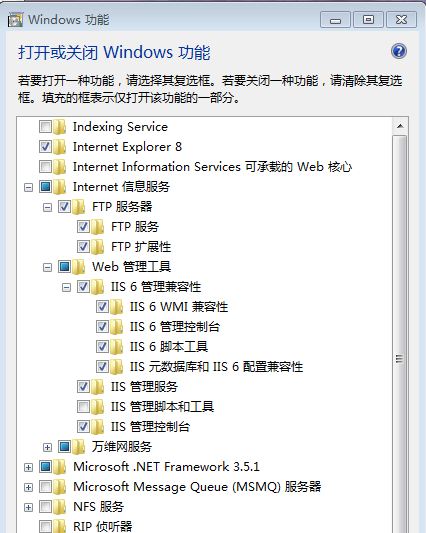 Windows 功能
打开或关闭 Windows 功能
若要打开一种功能，请选择其复选框。若要关闭一种功能，请清除其复选
框。填充的框表示仅打开该功能的一部分。
Indexing Service
Internet Explorer 8
Internet Information Services 可承载的 Web 核心
Internet 信息服务
FTP 服务器
FTP 服务
FTP 扩展性
Web 管理工具
IIS 6 管理兼容性
IIS 6 WMI 兼容性
IIS 6 管理控制台
IIS 6 脚本工具
IIS 元数据库和 IIS 6 配置兼容性
IIS 管理服务
IIS 管理脚本和工具
IIS 管理控制台
万维网服务
Microsoft .NET Framework 3.5.1
Microsoft Message Queue (MSMQ) 服务器
NFS 服务
RIP 侦听器